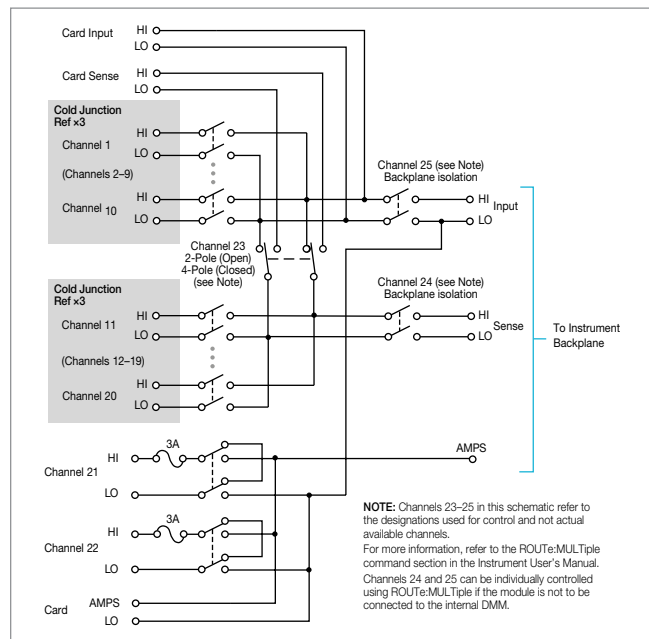 Card Input HI
LO
Card Sense HI
LO
Cold Junction
Ref ×3
HI
Channel 1
LO
(Channels 2–9)
HI
Channel 10
LO
Channel 25 (see Note)
Backplane isolation
HI
Input
LO
Channel 23
2-Pole (Open)
4-Pole (Closed)
(see Note)
Cold Junction
Ref ×3
HI
Channel 11
LO
(Channels 12–19)
HI
Channel 20
LO
Channel 24 (see Note)
Backplane isolation
HI
Sense
LO
To Instrument
Backplane
3A
HI
Channel 21
LO
AMPS
3A
HI
Channel 22
LO
AMPS
Card
LO
NOTE: Channels 23–25 in this schematic refer to
the designations used for control and not actual
available channels.
For more information, refer to the ROUTe:MULTiple
command section in the Instrument User's Manual.
Channels 24 and 25 can be individually controlled
using ROUTe:MULTiple if the module is not to be
connected to the internal DMM.